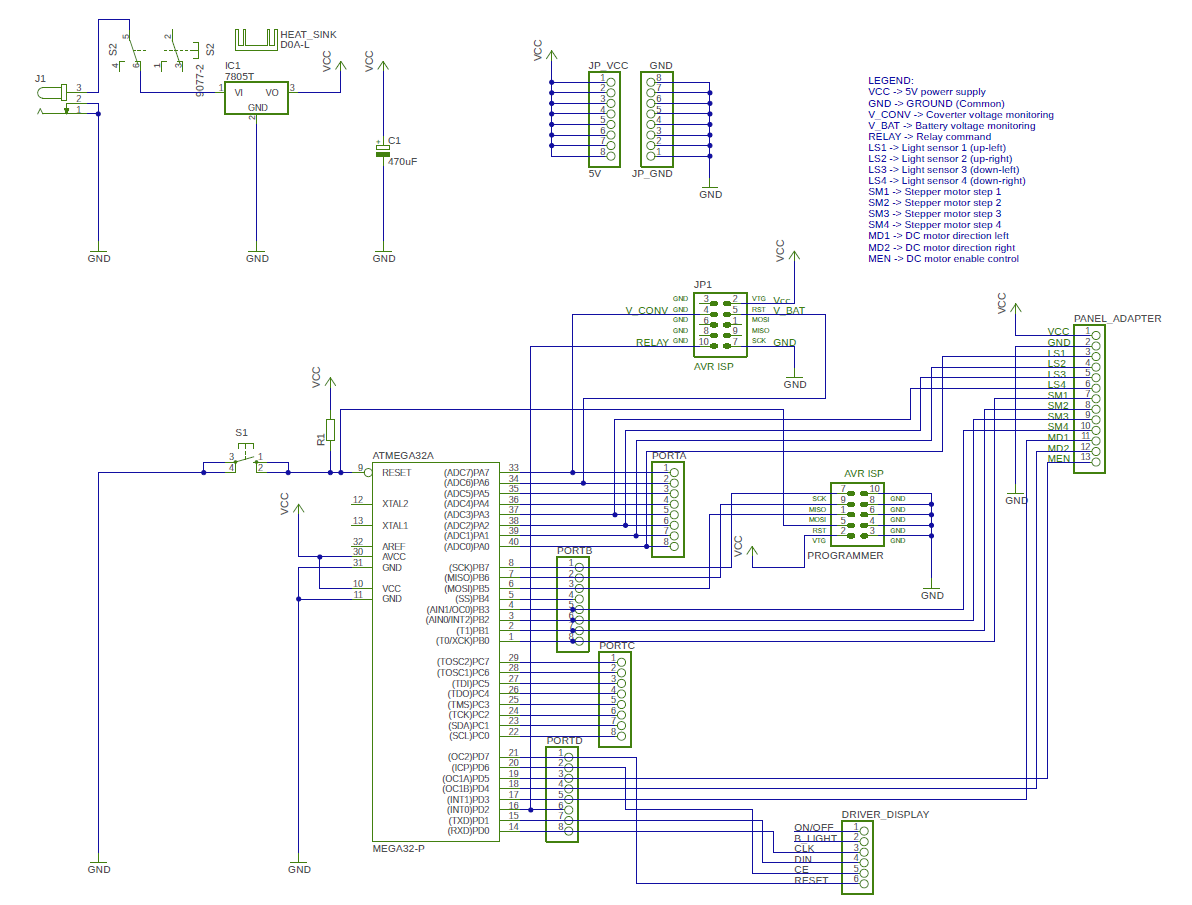 J1
3
2
1
S2
5
4
6
2
1
3
S2
9077-2
HEAT_SINK
D0A-L
IC1
7805T
1
VI
VO
3
GND
2
VCC
VCC
+
C1
470uF
GND
GND
GND
VCC
JP_VCC
1
2
3
4
5
6
7
8
5V
GND
8
7
6
5
4
3
2
1
JP_GND
GND
LEGEND:
VCC -> 5V powerr supply
GND -> GROUND (Common)
V_CONV -> Coverter voltage monitoring
V_BAT -> Battery voltage monitoring
RELAY -> Relay command
LS1 -> Light sensor 1 (up-left)
LS2 -> Light sensor 2 (up-right)
LS3 -> Light sensor 3 (down-left)
LS4 -> Light sensor 4 (down-right)
SM1 -> Stepper motor step 1
SM2 -> Stepper motor step 2
SM3 -> Stepper motor step 3
SM4 -> Stepper motor step 4
MD1 -> DC motor direction left
MD2 -> DC motor direction right
MEN -> DC motor enable control
VCC
JP1
GND 3 2 VTG Vcc
V_CONV GND 4 5 RST V_BAT
GND 6 1 MOSI
GND 8 9 MISO
RELAY GND 10 7 SCK GND
AVR ISP
GND
VCC
PANEL_ADAPTER
VCC 1
GND 2
LS1 3
LS2 4
LS3 5
LS4 6
SM1 7
SM2 8
SM3 9
SM4 10
MD1 11
MD2 12
MEN 13
GND
VCC
R1
S1
3 1
4 2
VCC
ATMEGA32A
9 RESET
12 XTAL2
13 XTAL1
32 AREF
30 AVCC
31 GND
10 VCC
11 GND
(ADC7)PA7 33
(ADC6)PA6 34
(ADC5)PA5 35
(ADC4)PA4 36
(ADC3)PA3 37
(ADC2)PA2 38
(ADC1)PA1 39
(ADC0)PA0 40
(SCK)PB7 8
(MISO)PB6 7
(MOSI)PB5 6
(SS)PB4 5
(AIN1/OC0)PB3 4
(AIN0/INT2)PB2 3
(T1)PB1 2
(T0/XCK)PB0 1
(TOSC2)PC7 29
(TOSC1)PC6 28
(TDI)PC5 27
(TDO)PC4 26
(TMS)PC3 25
(TCK)PC2 24
(SDA)PC1 23
(SCL)PC0 22
(OC2)PD7 21
(ICP)PD6 20
(OC1A)PD5 19
(OC1B)PD4 18
(INT1)PD3 17
(INT0)PD2 16
(TXD)PD1 15
(RXD)PD0 14
MEGA32-P
PORTA
1
2
3
4
5
6
7
8
PORTB
1
2
3
4
5
6
7
8
PORTC
1
2
3
4
5
6
7
8
PORTD
1
2
3
4
5
6
7
8
AVR ISP
SCK 7 10 GND
MISO 9 8 GND
MOSI 1 6 GND
RST 5 4 GND
VTG 2 3 GND
PROGRAMMER
VCC
GND
DRIVER_DISPLAY
ON/OFF 1
B_LIGHT 2
CLK 3
DIN 4
CE 5
RESET 6
GND
GND